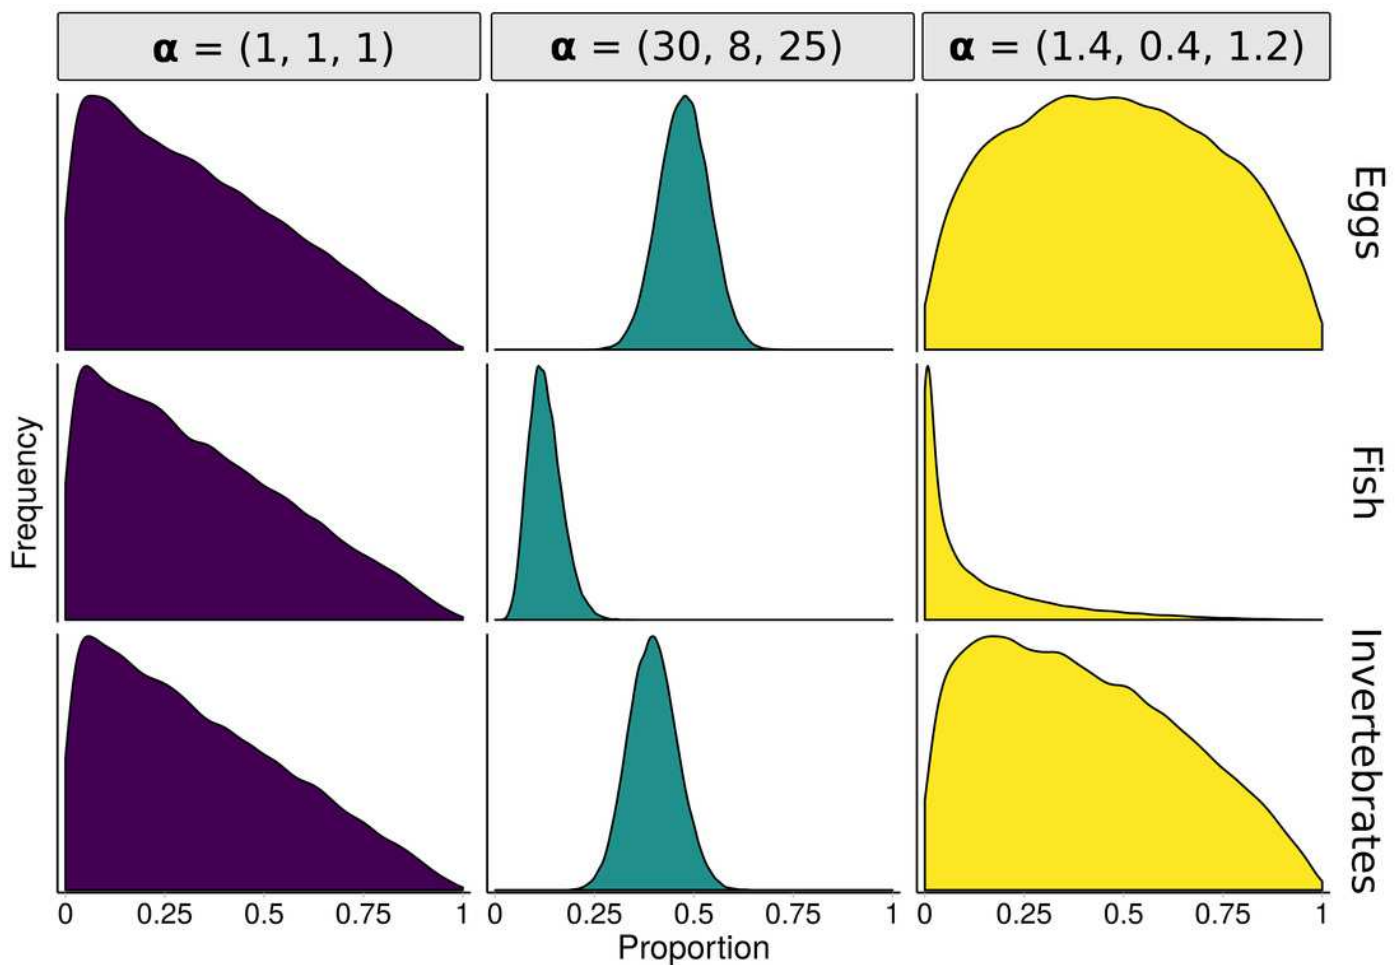 α = (1, 1, 1)
α = (30, 8, 25)
α = (1.4, 0.4, 1.2)
Eggs
Fish
Invertebrates
Frequency
0 0.25 0.5 0.75 1
0 0.25 0.5 0.75 1
0 0.25 0.5 0.75 1
Proportion